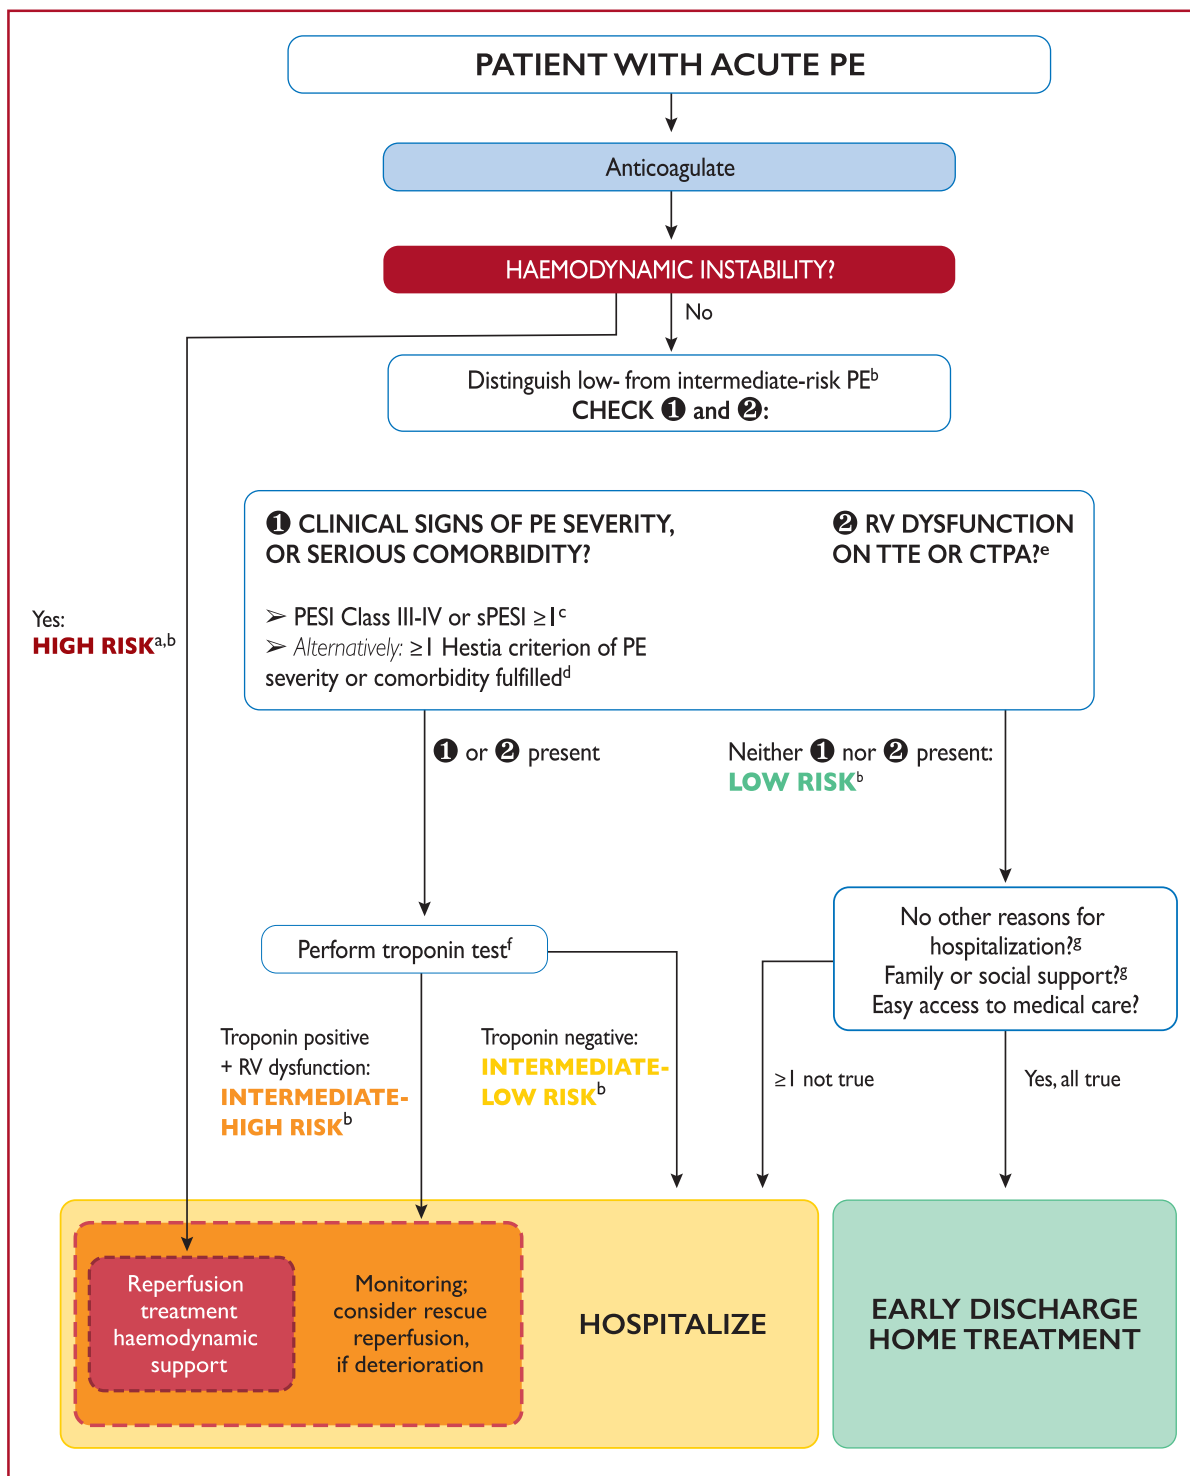 PATIENT WITH ACUTE PE
Anticoagulate
HAEMODYNAMIC INSTABILITY?
No
Distinguish low- from intermediate-risk PEᵇ
CHECK ❶ and ❷:
❶ CLINICAL SIGNS OF PE SEVERITY,
OR SERIOUS COMORBIDITY?
➢ PESI Class III-IV or sPESI ≥1ᶜ
➢ Alternatively: ≥1 Hestia criterion of PE
severity or comorbidity fulfilledᵈ
❷ RV DYSFUNCTION
ON TTE OR CTPA?ᵉ
Yes:
HIGH RISKᵃ,ᵇ
❶ or ❷ present
Neither ❶ nor ❷ present:
LOW RISKᵇ
Perform troponin testᶠ
No other reasons for
hospitalization?ᵍ
Family or social support?ᵍ
Easy access to medical care?
Troponin positive
+ RV dysfunction:
INTERMEDIATE-
HIGH RISKᵇ
Troponin negative:
INTERMEDIATE-
LOW RISKᵇ
≥1 not true
Yes, all true
Reperfusion
treatment
haemodynamic
support
Monitoring;
consider rescue
reperfusion,
if deterioration
HOSPITALIZE
EARLY DISCHARGE
HOME TREATMENT